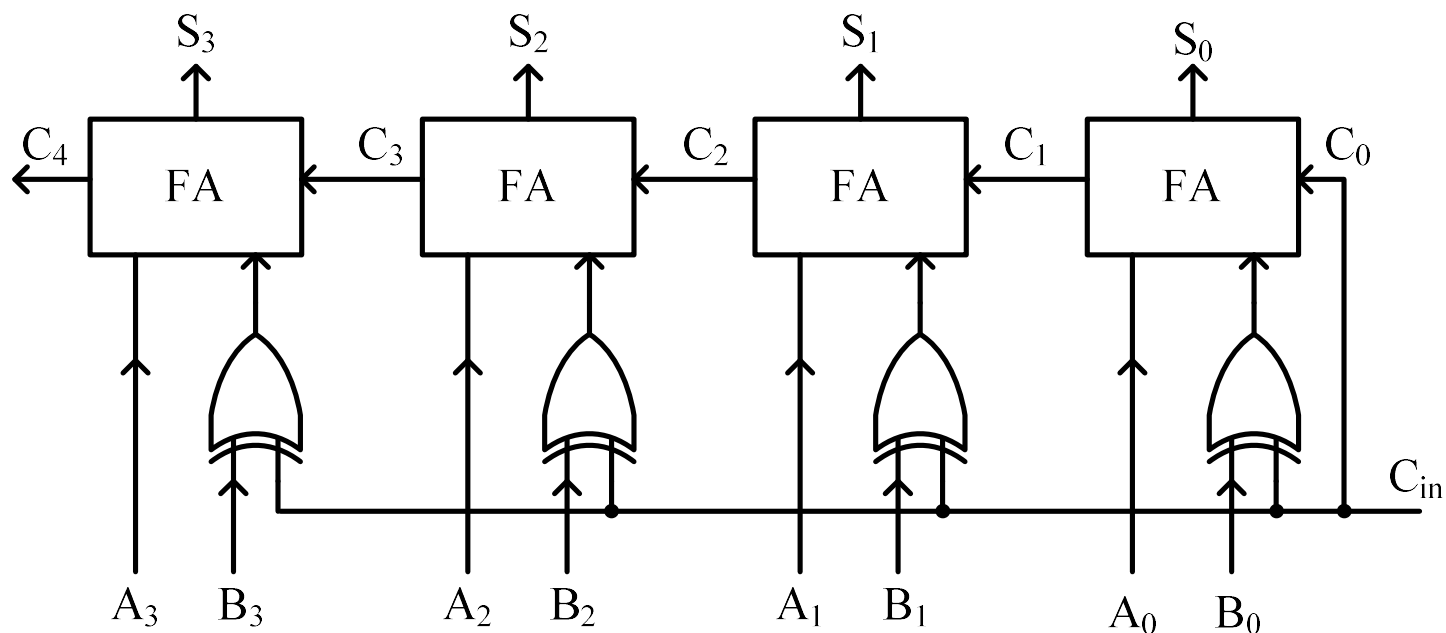 S₃ S₂ S₁ S₀
C₄ C₃ C₂ C₁ C₀
FA FA FA FA
Cᵢₙ
A₃ B₃ A₂ B₂ A₁ B₁ A₀ B₀